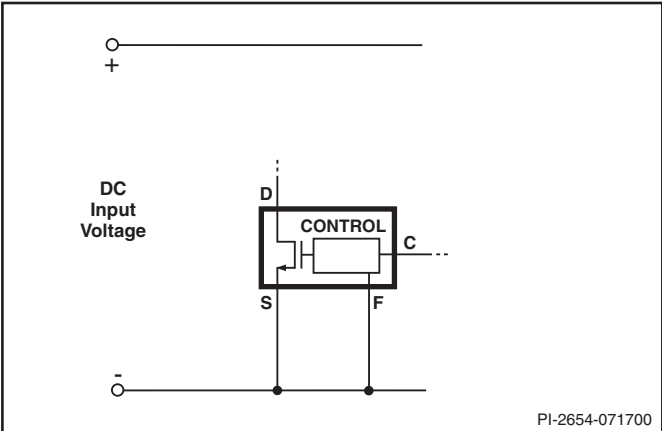 +
DC
Input
Voltage
D
CONTROL
C
S
F
-
PI-2654-071700